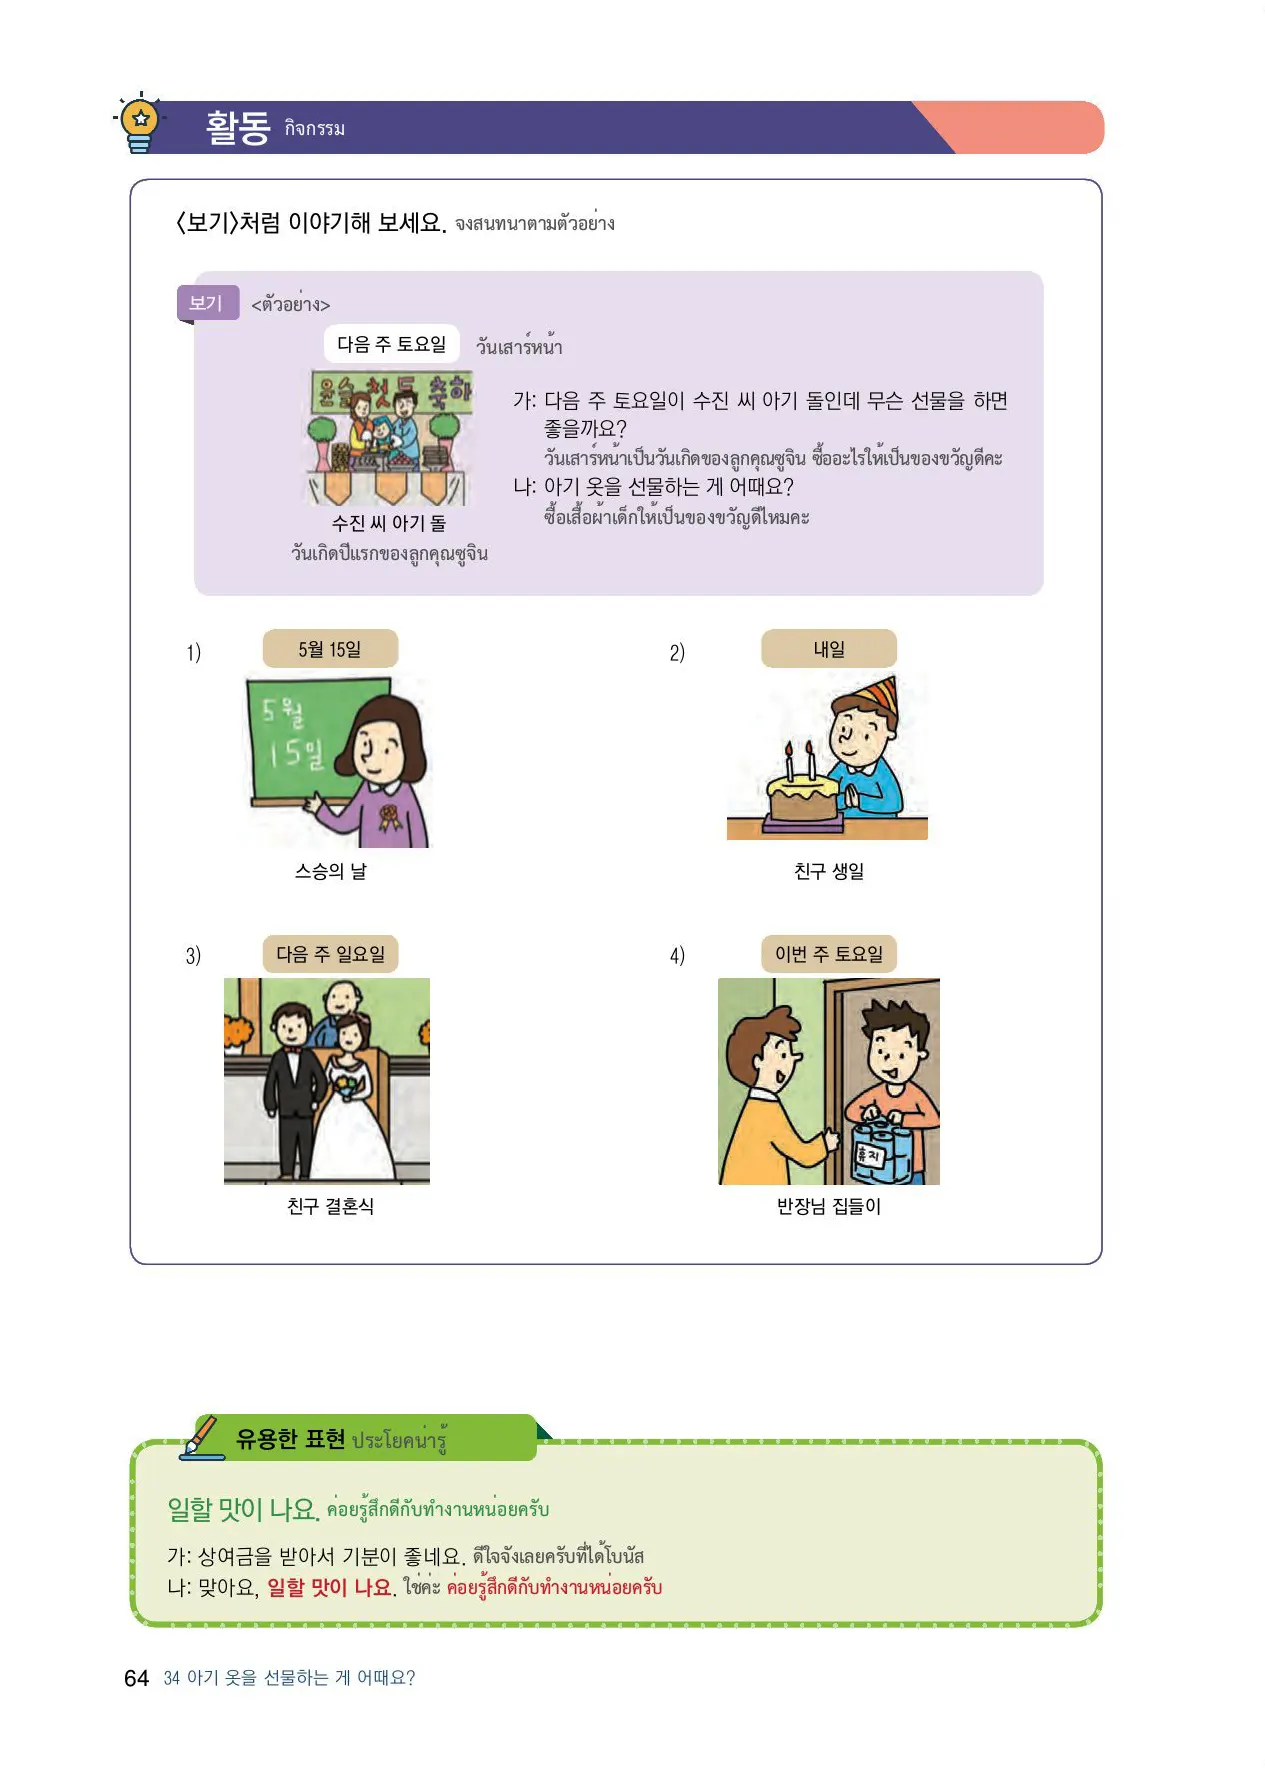 활동 กิจกรรม
<보기>처럼 이야기해 보세요. จงสนทนาตามตัวอย่าง
보기 <ตัวอย่าง>
다음 주 토요일 วันเสาร์หน้า
윤슬 첫돌 축하
가: 다음 주 토요일이 수진 씨 아기 돌인데 무슨 선물을 하면
좋을까요?
วันเสาร์หน้าเป็นวันเกิดของลูกคุณซูจิน ซื้ออะไรให้เป็นของขวัญดีคะ
나: 아기 옷을 선물하는 게 어때요?
ซื้อเสื้อผ้าเด็กให้เป็นของขวัญดีไหมคะ
수진 씨 아기 돌
วันเกิดปีแรกของลูกคุณซูจิน
1) 5월 15일
5월
15일
스승의 날
2) 내일
친구 생일
3) 다음 주 일요일
친구 결혼식
4) 이번 주 토요일
휴지
반장님 집들이
유용한 표현 ประโยคน่ารู้
일할 맛이 나요. ค่อยรู้สึกดีกับทำงานหน่อยครับ
가: 상여금을 받아서 기분이 좋네요. ดีใจจังเลยครับที่ได้โบนัส
나: 맞아요, 일할 맛이 나요. ใช่ค่ะ ค่อยรู้สึกดีกับทำงานหน่อยครับ
64 34 아기 옷을 선물하는 게 어때요?